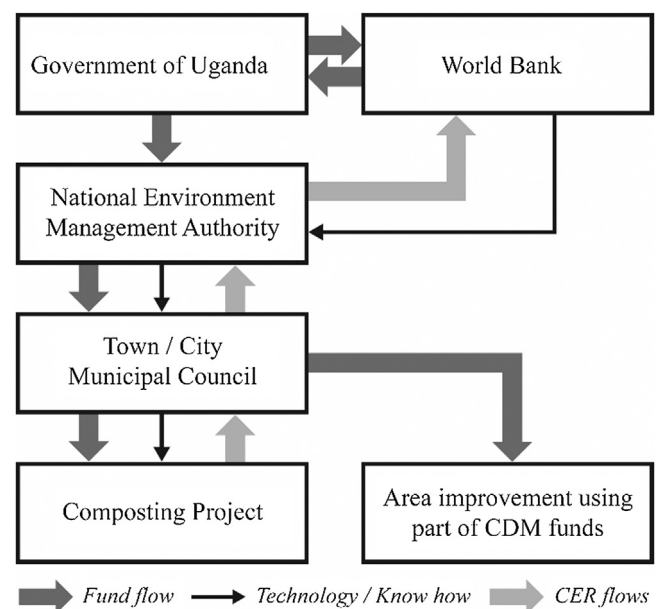 Government of Uganda
World Bank
National Environment
Management Authority
Town / City
Municipal Council
Composting Project
Area improvement using
part of CDM funds
Fund flow
Technology / Know how
CER flows